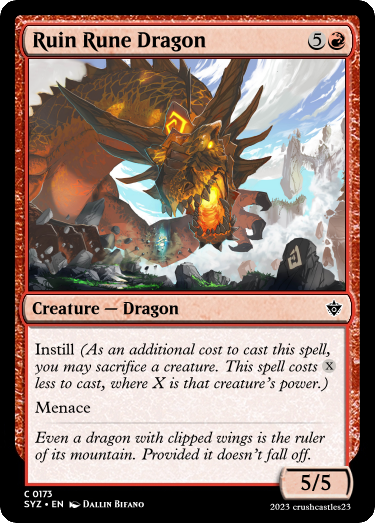 Ruin Rune Dragon 5
Creature — Dragon
Instill (As an additional cost to cast this spell,
you may sacrifice a creature. This spell costs X
less to cast, where X is that creature's power.)
Menace
Even a dragon with clipped wings is the ruler
of its mountain. Provided it doesn't fall off.
5/5
C 0173
SYZ • EN Dallin Bifano
2023 crushcastles23